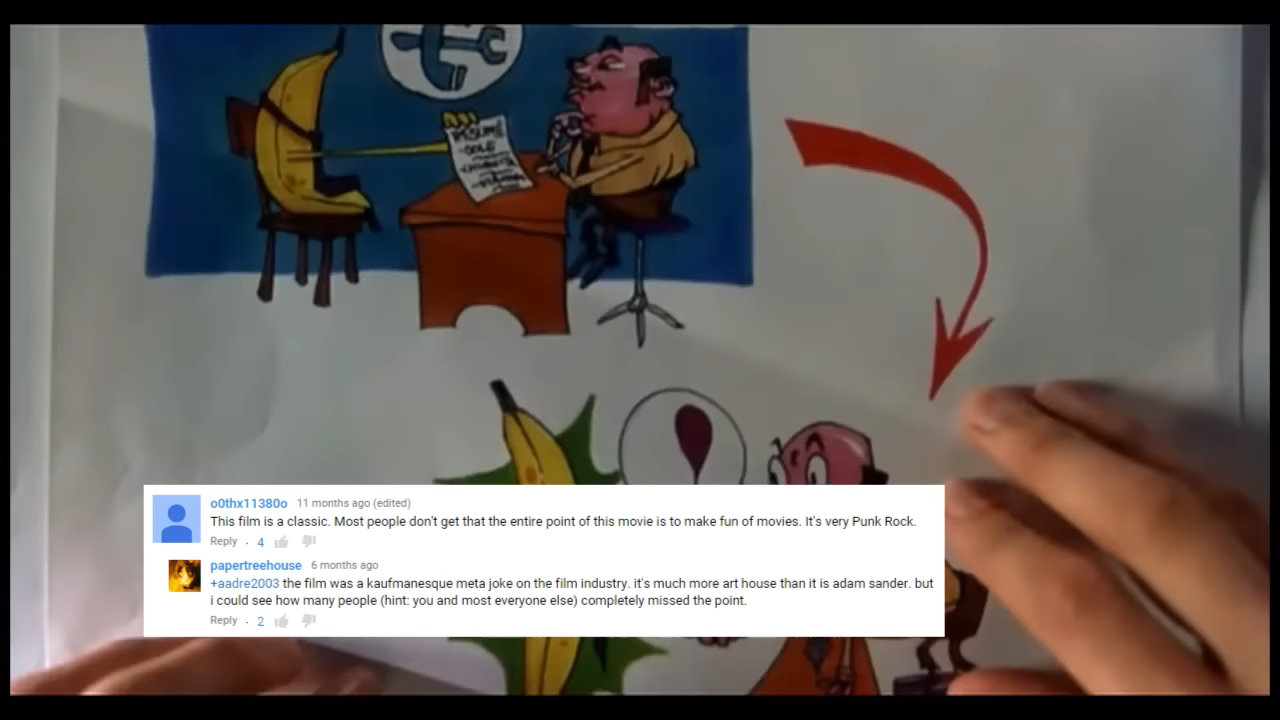 RESUMÉ
o0thx11380o 11 months ago (edited)
This film is a classic. Most people don't get that the entire point of this movie is to make fun of movies. It's very Punk Rock.
Reply · 4
papertreehouse 6 months ago
+aadre2003 the film was a kaufmanesque meta joke on the film industry. it's much more art house than it is adam sander. but
i could see how many people (hint: you and most everyone else) completely missed the point.
Reply · 2